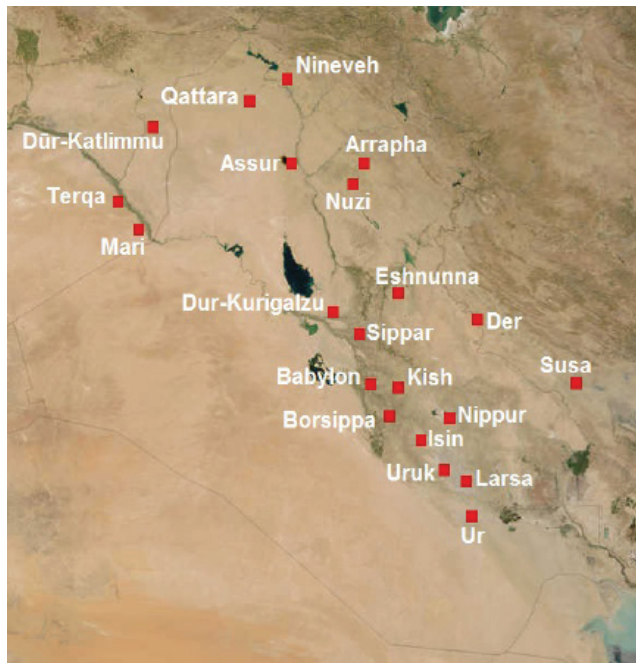 Nineveh
Qattara
Dūr-Katlimmu
Assur
Arrapha
Terqa
Nuzi
Mari
Eshnunna
Dur-Kurigalzu
Der
Sippar
Susa
Babylon
Kish
Borsippa
Nippur
Isin
Uruk
Larsa
Ur